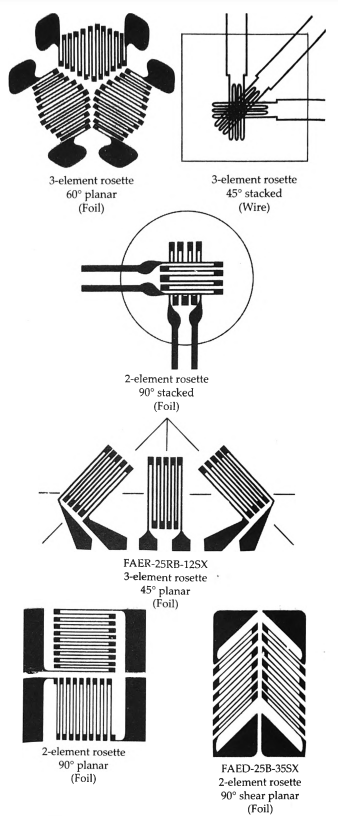 3-element rosette
60° planar
(Foil)
3-element rosette
45° stacked
(Wire)
2-element rosette
90° stacked
(Foil)
FAER-25RB-12SX
3-element rosette
45° planar
(Foil)
2-element rosette
90° planar
(Foil)
FAED-25B-35SX
2-element rosette
90° shear planar
(Foil)